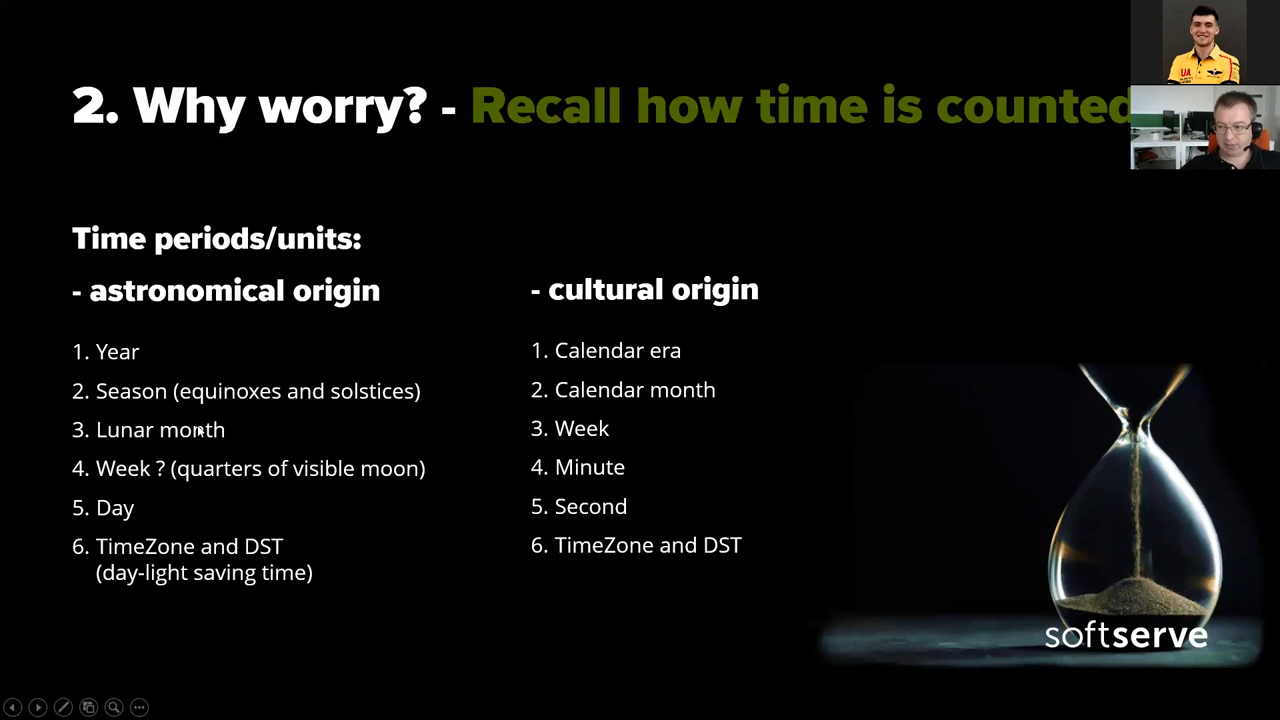 2. Why worry? - Recall how time is counted
UA
Time periods/units:
- astronomical origin
1. Year
2. Season (equinoxes and solstices)
3. Lunar month
4. Week ? (quarters of visible moon)
5. Day
6. TimeZone and DST
(day-light saving time)
- cultural origin
1. Calendar era
2. Calendar month
3. Week
4. Minute
5. Second
6. TimeZone and DST
softserve